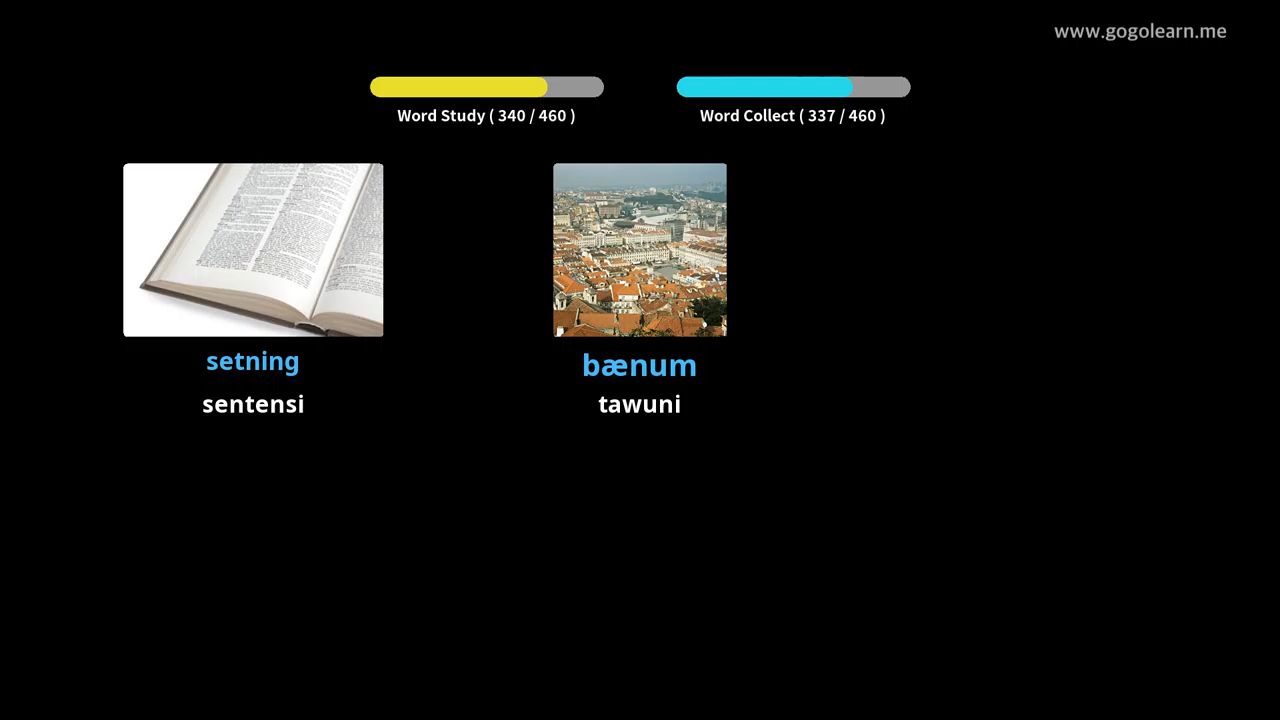 www.gogolearn.me
Word Study ( 340 / 460 )
Word Collect ( 337 / 460 )
setning
sentensi
bænum
tawuni